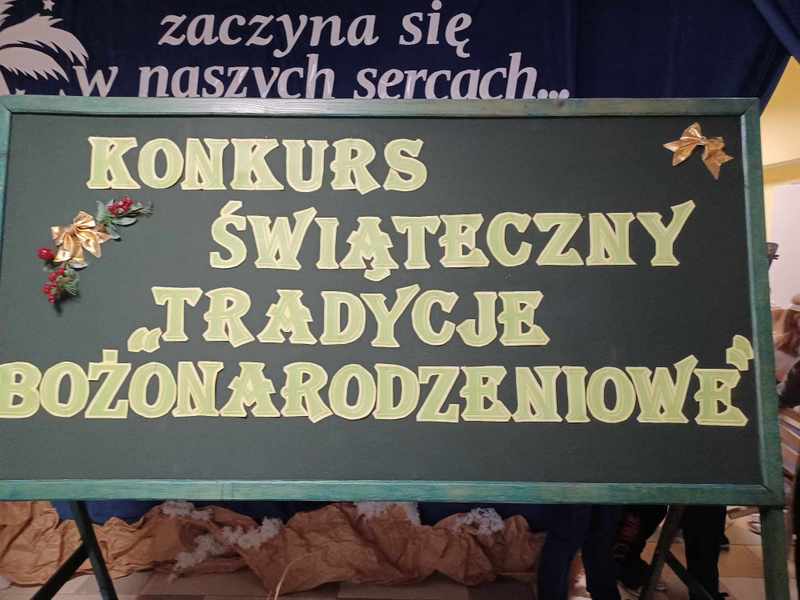 zaczyna się
w naszych sercach...
KONKURS
ŚWIĄTECZNY
„TRADYCJE
BOŻONARODZENIOWE”